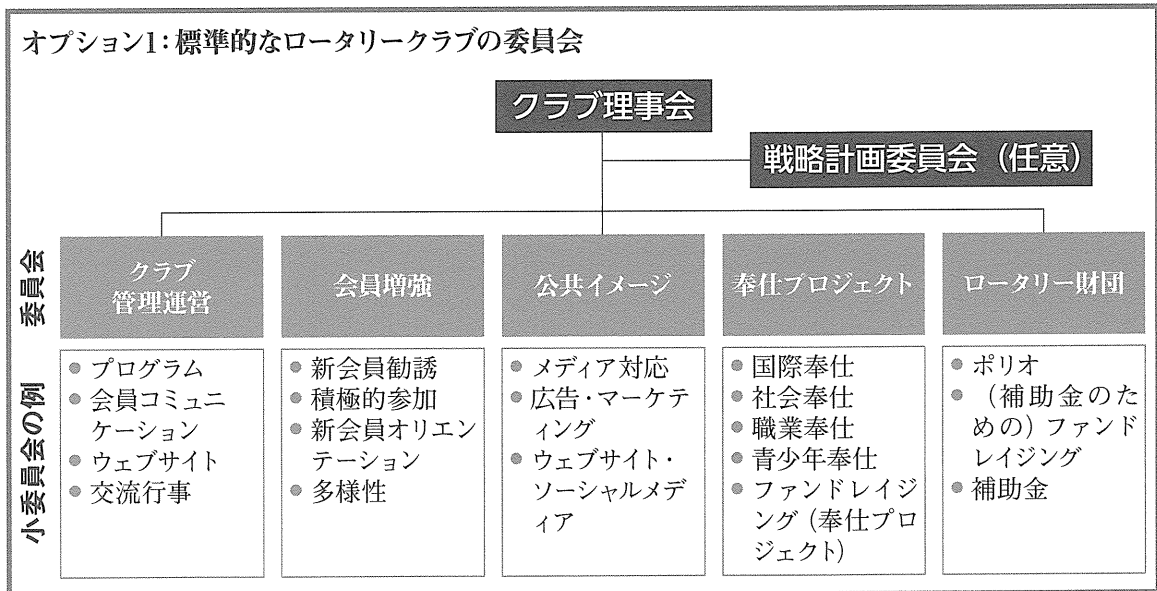 オプション1：標準的なロータリークラブの委員会
クラブ理事会
戦略計画委員会（任意）
委員会
クラブ
管理運営
会員増強
公共イメージ
奉仕プロジェクト
ロータリー財団
小委員会の例
● プログラム
● 会員コミュニ
ケーション
● ウェブサイト
● 交流行事
● 新会員勧誘
● 積極的参加
● 新会員オリエン
テーション
● 多様性
● メディア対応
● 広告・マーケテ
ィング
● ウェブサイト・
ソーシャルメデ
ィア
● 国際奉仕
● 社会奉仕
● 職業奉仕
● 青少年奉仕
● ファンドレイジ
ング（奉仕プロ
ジェクト）
● ポリオ
● （補助金のた
めの）ファンド
レイジング
● 補助金